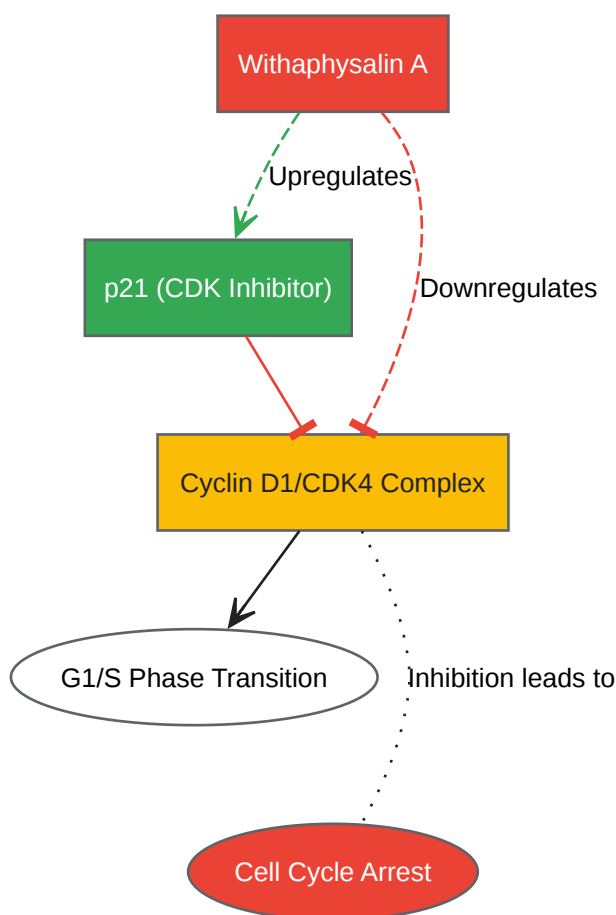 Withaphysalin A
Upregulates
p21 (CDK Inhibitor)
Downregulates
Cyclin D1/CDK4 Complex
G1/S Phase Transition
Inhibition leads to
Cell Cycle Arrest